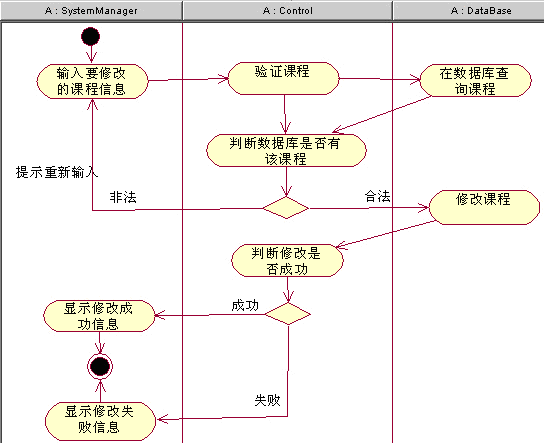 A : SystemManager
A : Control
A : DataBase
输入要修改
的课程信息
验证课程
在数据库查
询课程
判断数据库是否有
该课程
提示重新输入
非法
合法
修改课程
判断修改是
否成功
显示修改成
功信息
成功
失败
显示修改失
败信息